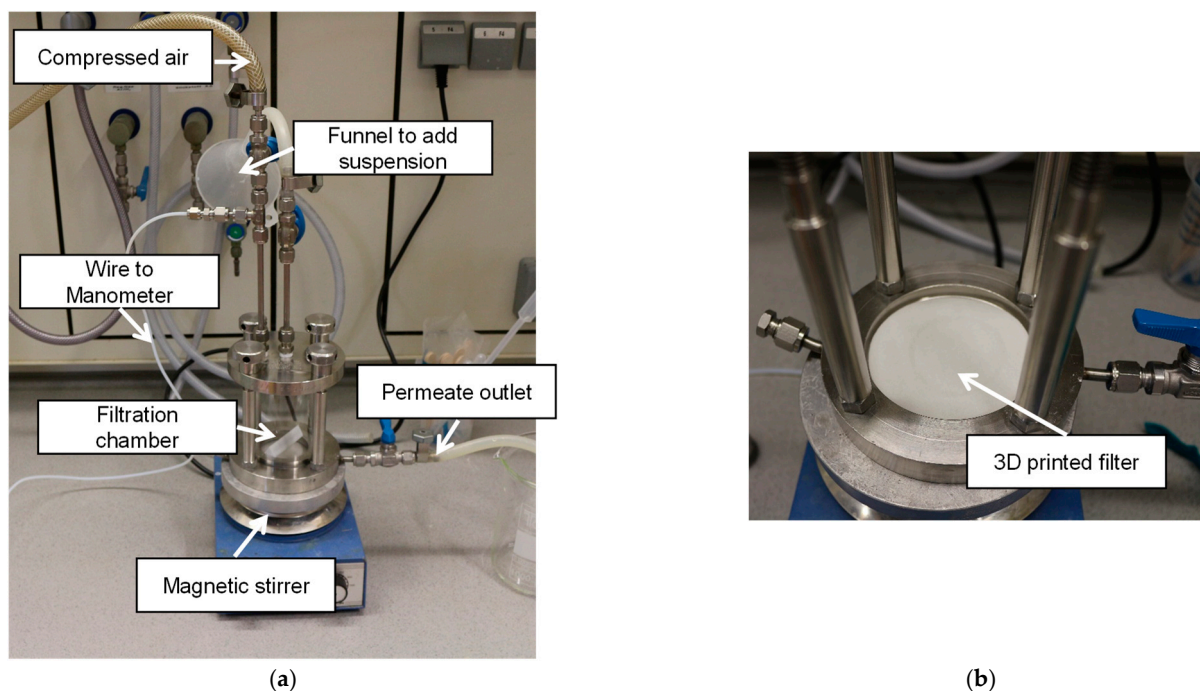 Compressed air
Funnel to add
suspension
Wire to
Manometer
Permeate outlet
Filtration
chamber
Magnetic stirrer
3D printed filter
(a)
(b)